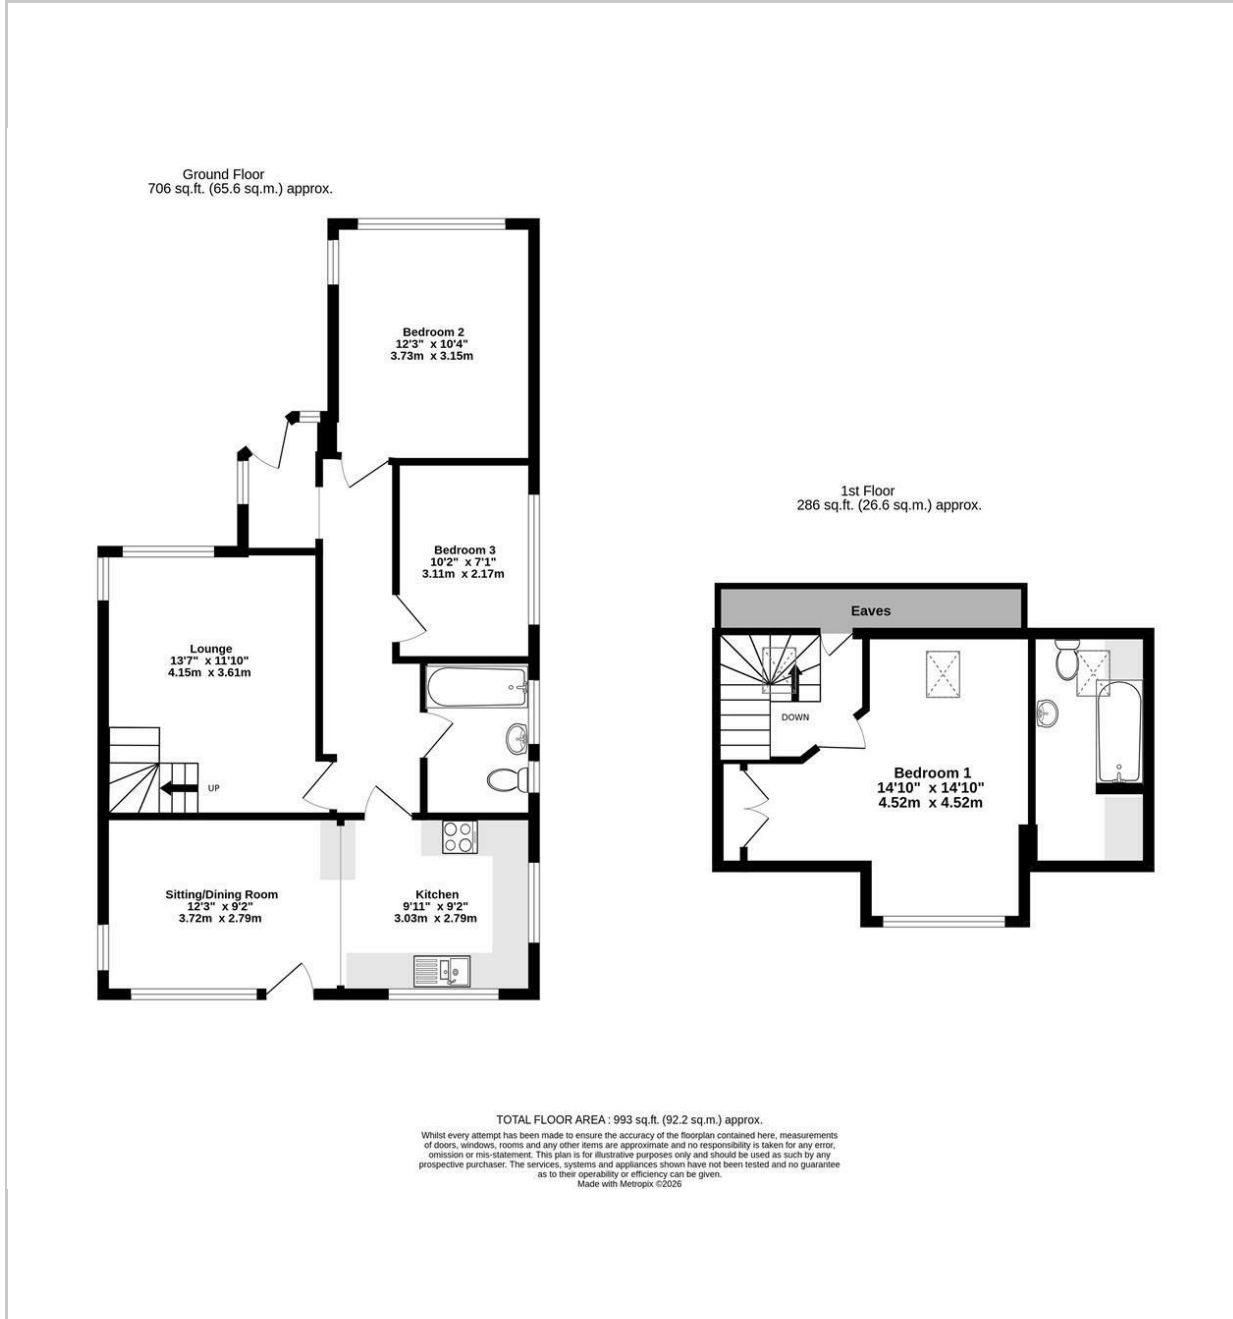 Ground Floor
706 sq.ft. (65.6 sq.m.) approx.
Bedroom 2
12'3" x 10'4"
3.73m x 3.15m
Bedroom 3
10'2" x 7'1"
3.11m x 2.17m
Lounge
13'7" x 11'10"
4.15m x 3.61m
UP
Sitting/Dining Room
12'3" x 9'2"
3.72m x 2.79m
Kitchen
9'11" x 9'2"
3.03m x 2.79m
1st Floor
286 sq.ft. (26.6 sq.m.) approx.
Eaves
DOWN
Bedroom 1
14'10" x 14'10"
4.52m x 4.52m
TOTAL FLOOR AREA : 993 sq.ft. (92.2 sq.m.) approx.
Whilst every attempt has been made to ensure the accuracy of the floorplan contained here, measurements
of doors, windows, rooms and any other items are approximate and no responsibility is taken for any error,
omission or mis-statement. This plan is for illustrative purposes only and should be used as such by any
prospective purchaser. The services, systems and appliances shown have not been tested and no guarantee
as to their operability or efficiency can be given.
Made with Metropix ©2026